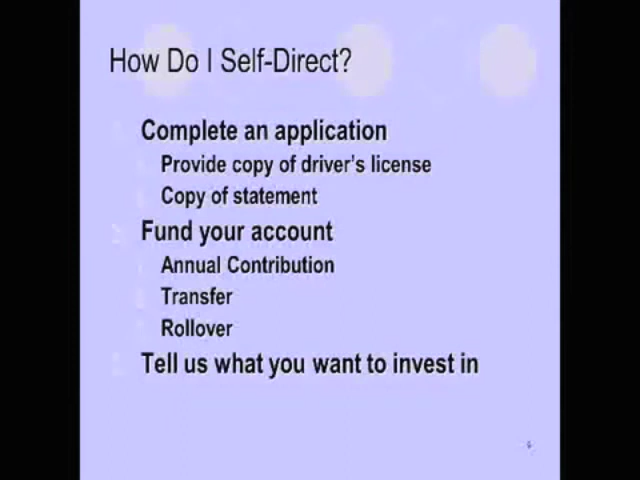 How Do I Self-Direct?
Complete an application
Provide copy of driver's license
Copy of statement
2. Fund your account
Annual Contribution
Transfer
Rollover
Tell us what you want to invest in